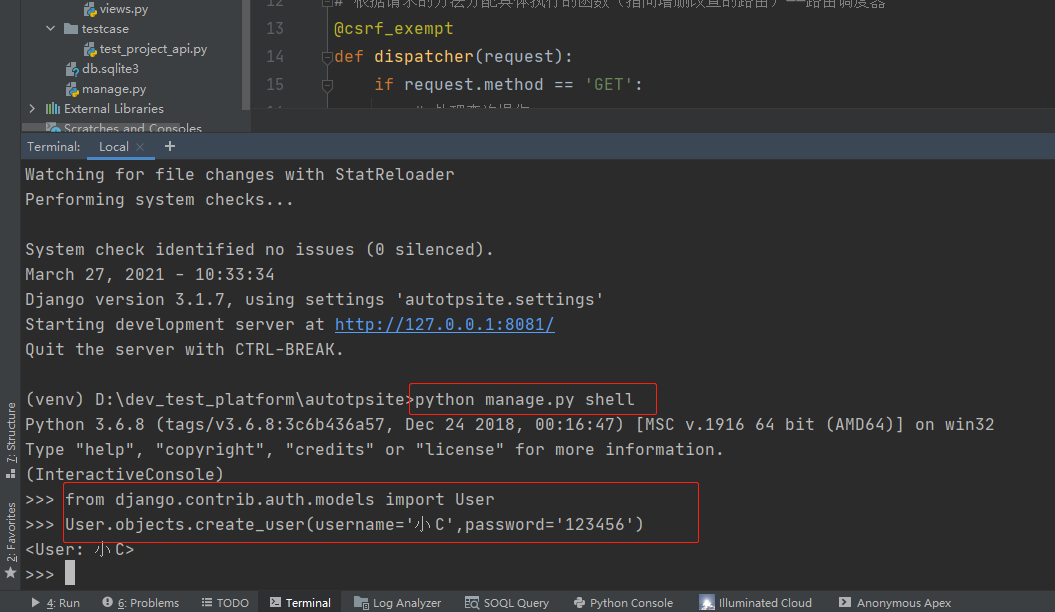 views.py
testcase
test_project_api.py
db.sqlite3
manage.py
External Libraries
Scratches and Consoles
12 # 根据请求的方法分配具体执行的函数（指向增删改查的路由）--路由调度器
13 @csrf_exempt
14 def dispatcher(request):
15 if request.method == 'GET':
Terminal: Local × +
Watching for file changes with StatReloader
Performing system checks...
System check identified no issues (0 silenced).
March 27, 2021 - 10:33:34
Django version 3.1.7, using settings 'autotpsite.settings'
Starting development server at http://127.0.0.1:8081/
Quit the server with CTRL-BREAK.
(venv) D:\dev_test_platform\autotpsite>python manage.py shell
Python 3.6.8 (tags/v3.6.8:3c6b436a57, Dec 24 2018, 00:16:47) [MSC v.1916 64 bit (AMD64)] on win32
Type "help", "copyright", "credits" or "license" for more information.
(InteractiveConsole)
>>> from django.contrib.auth.models import User
>>> User.objects.create_user(username='小C',password='123456')
<User: 小C>
>>>
7: Structure
2: Favorites
4: Run 6: Problems TODO Terminal Log Analyzer SOQL Query Python Console Illuminated Cloud Anonymous Apex